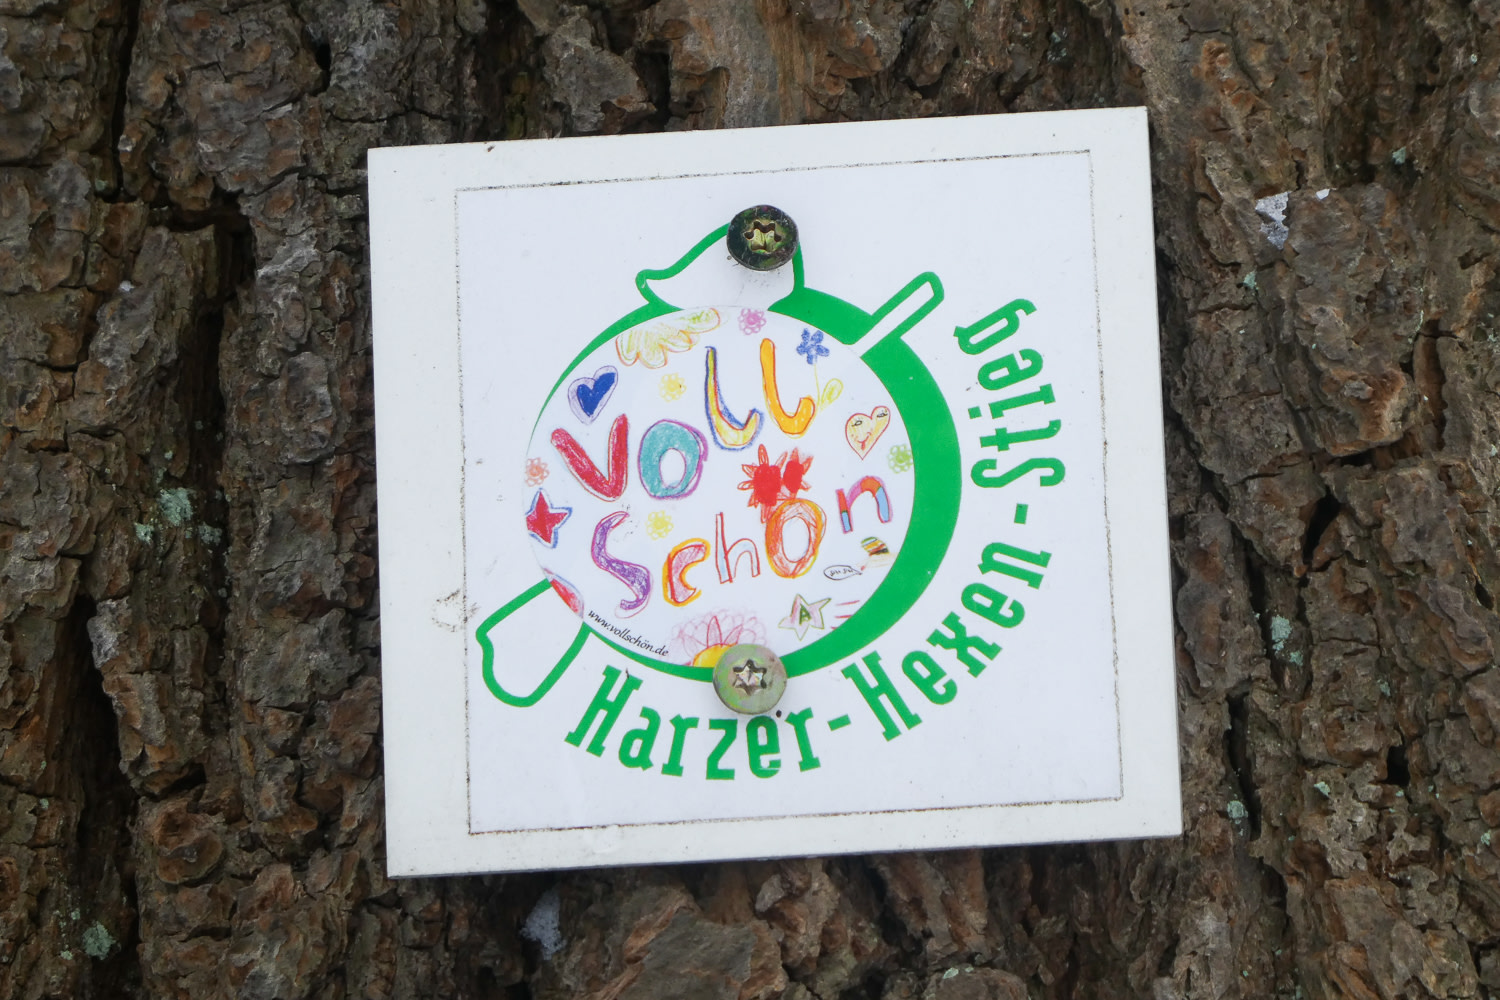 Voll
Schön
www.vollschön.de
Harzer-Hexen-Stieg